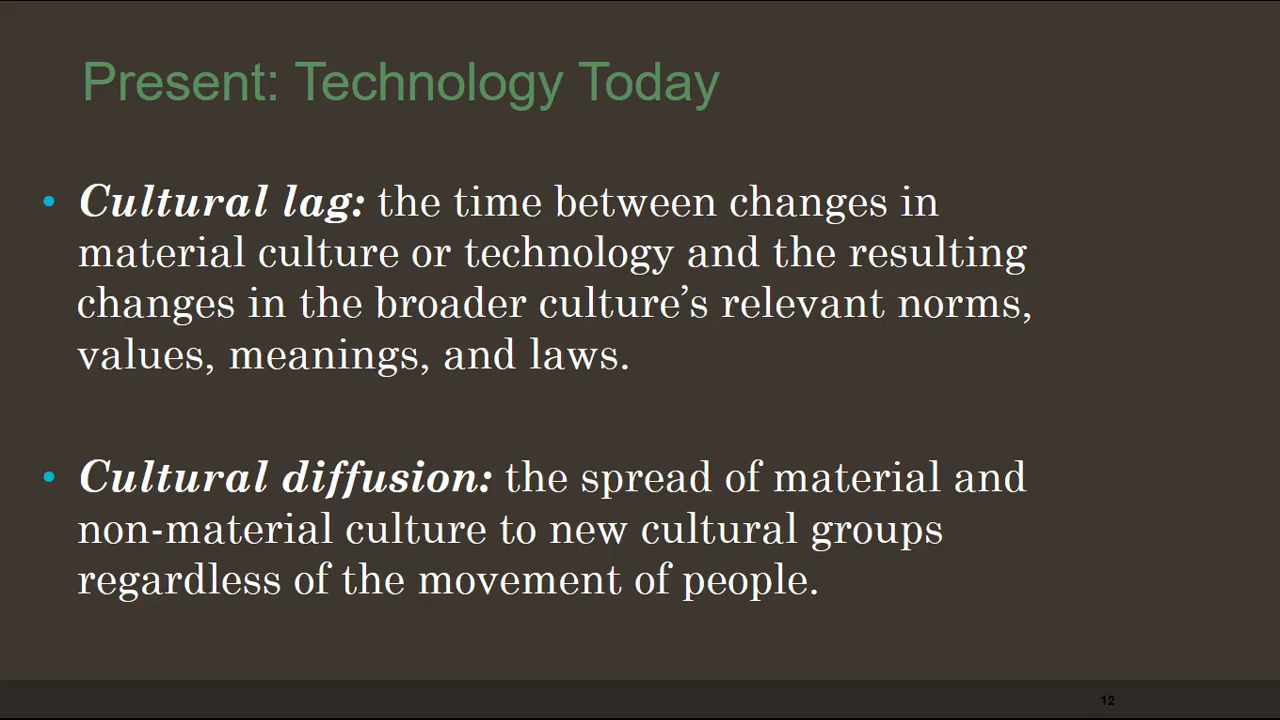 Present: Technology Today
• Cultural lag: the time between changes in
material culture or technology and the resulting
changes in the broader culture’s relevant norms,
values, meanings, and laws.
• Cultural diffusion: the spread of material and
non-material culture to new cultural groups
regardless of the movement of people.
12